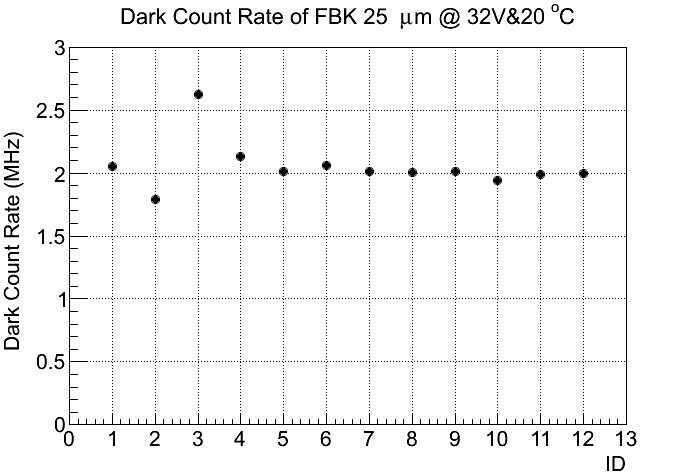 Dark Count Rate of FBK 25 μm @ 32V&20 °C
Dark Count Rate (MHz)
3
2.5
2
1.5
1
0.5
0
0 1 2 3 4 5 6 7 8 9 10 11 12 13
ID